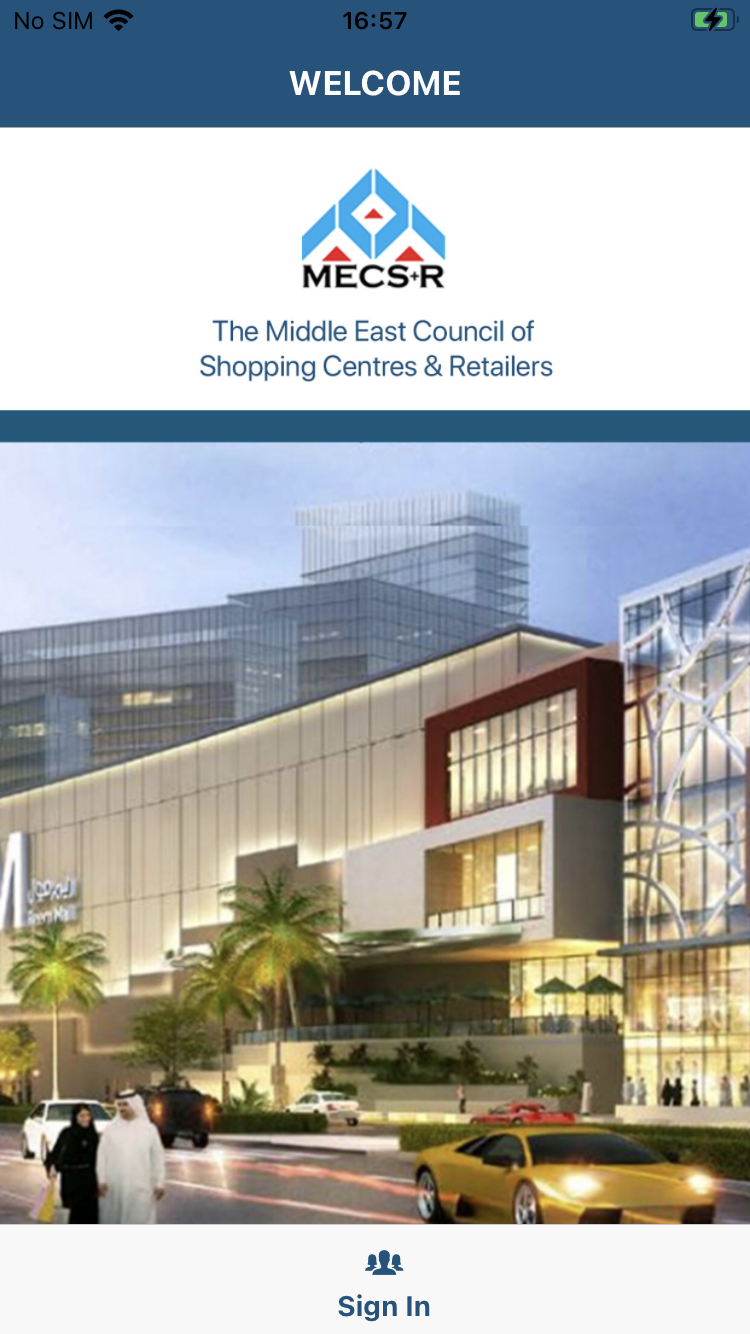 No SIM
16:57
WELCOME
MECS+R
The Middle East Council of
Shopping Centres & Retailers
M
Sign In